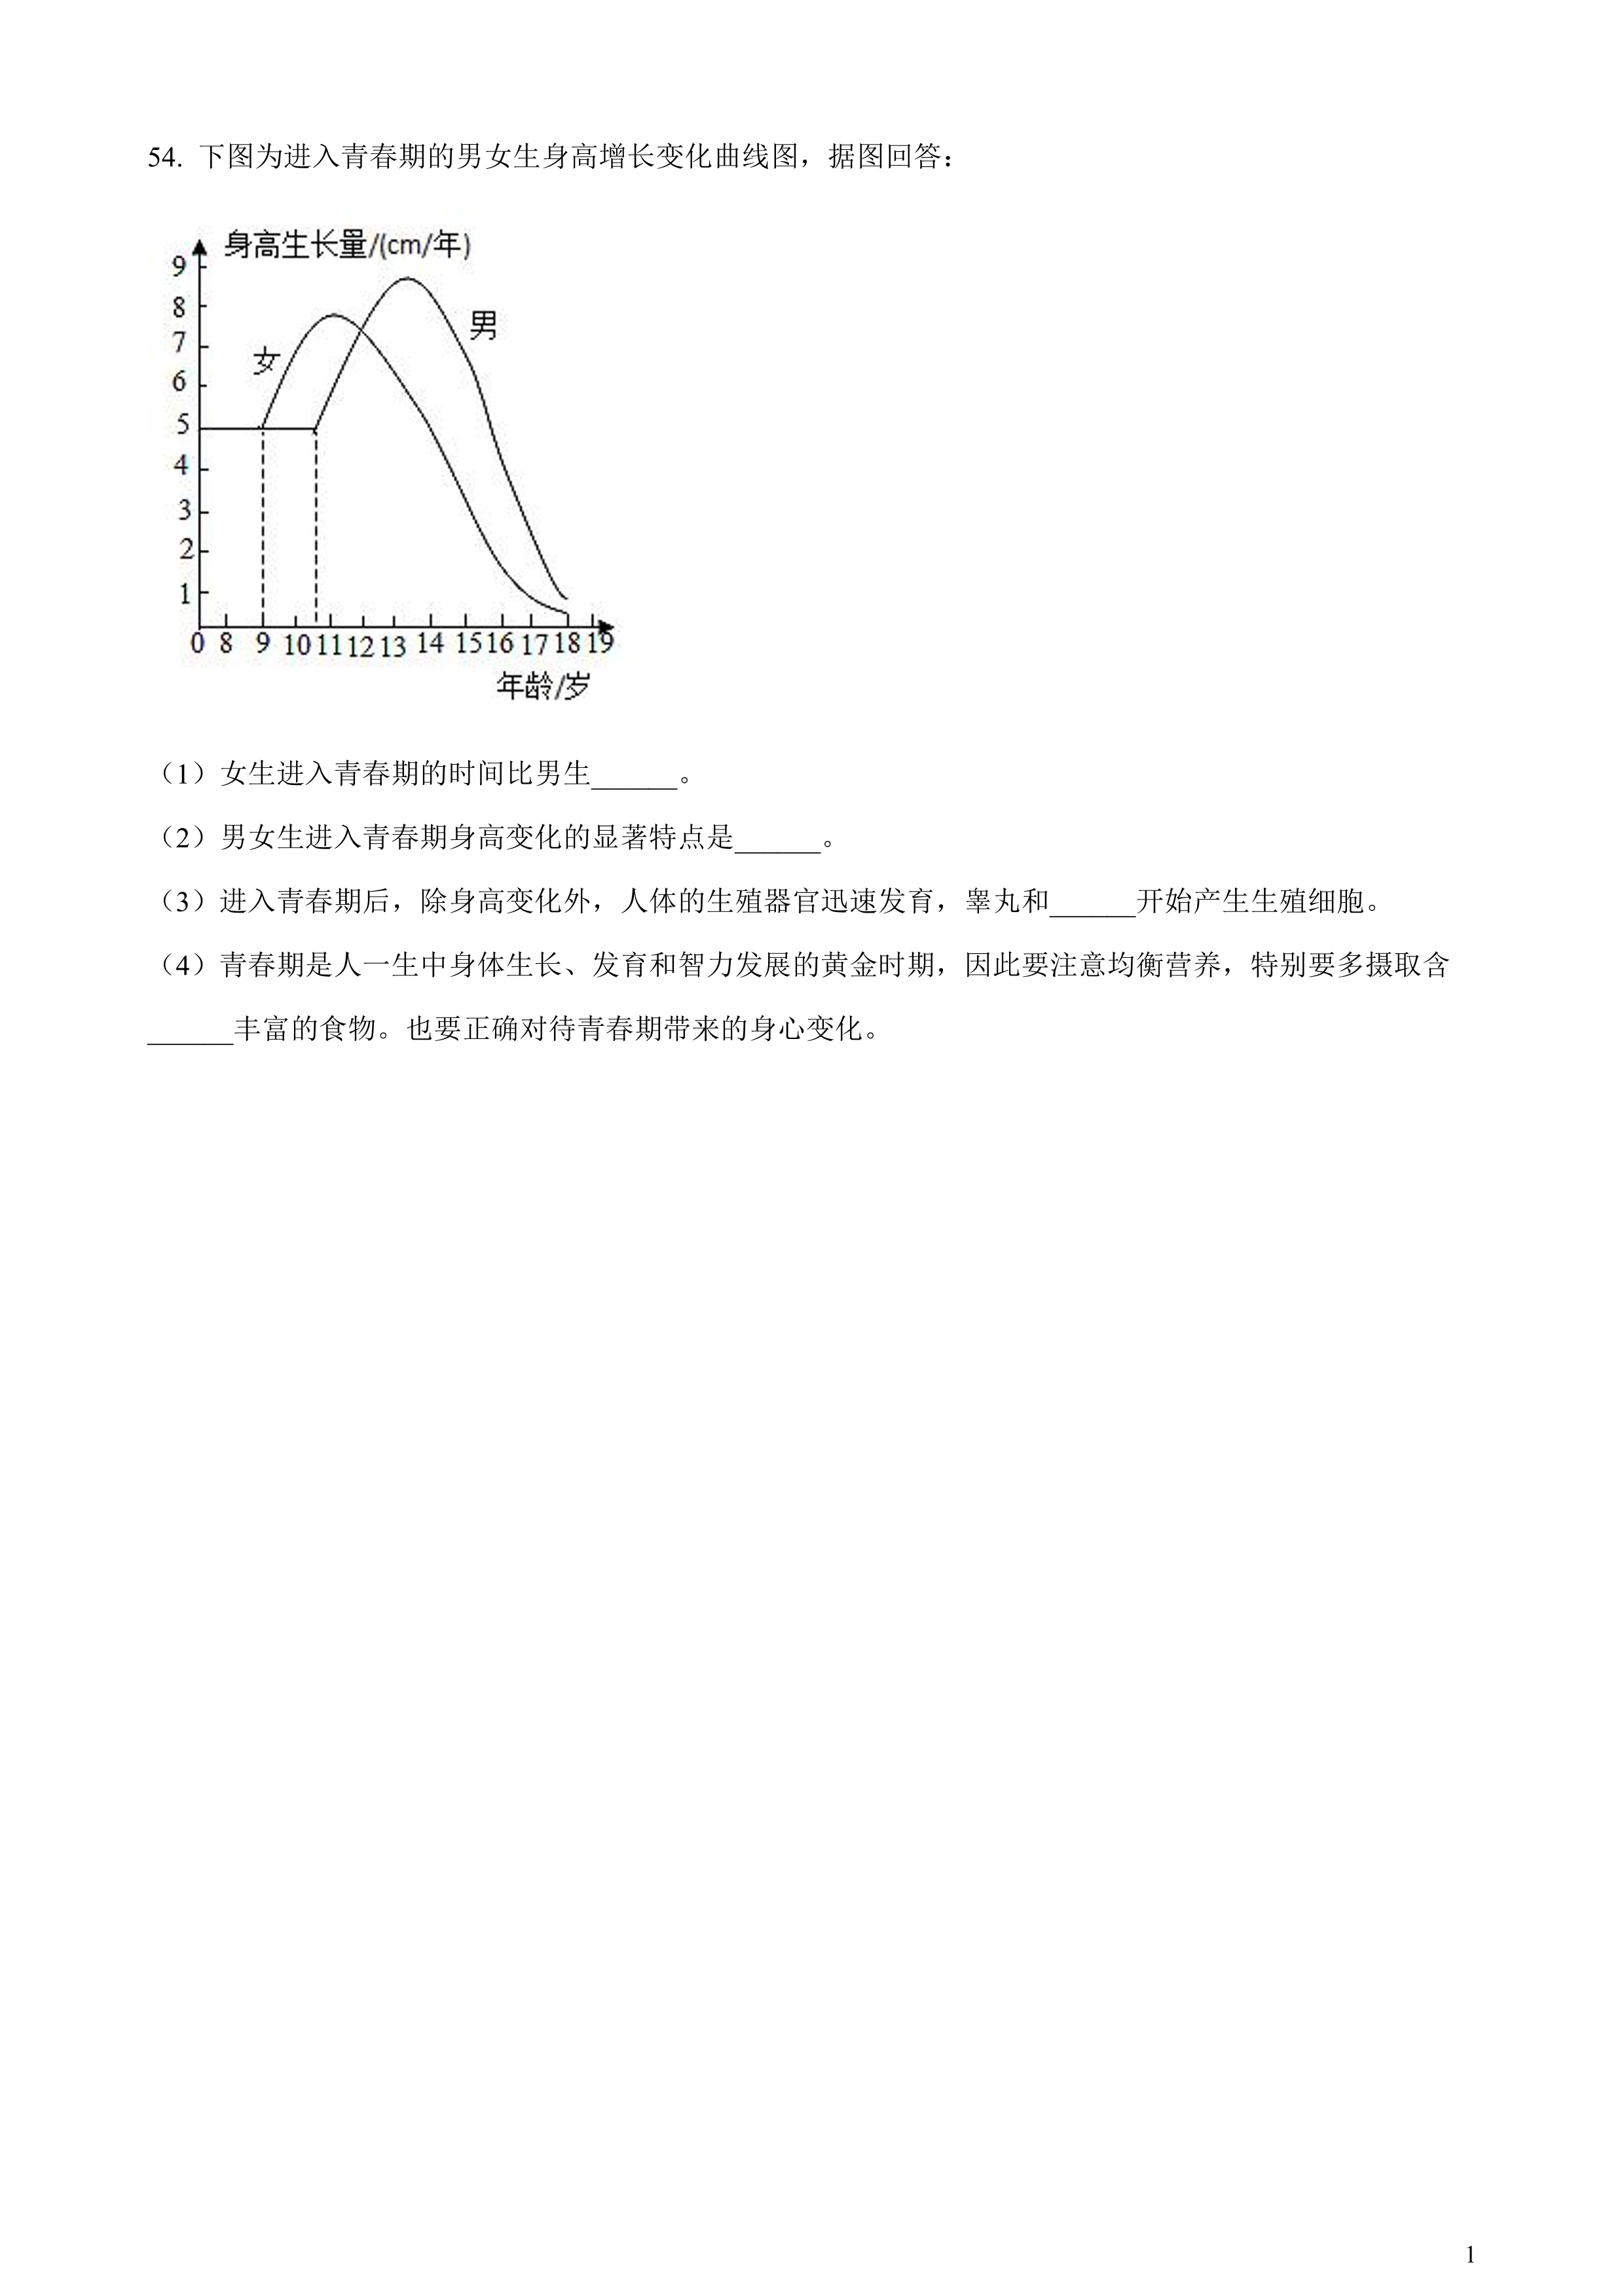 54. 下图为进入青春期的男女生身高增长变化曲线图，据图回答：
身高生长量/(cm/年)
9
8
7
6
5
4
3
2
1
女
男
0 8 9 10 11 12 13 14 15 16 17 18 19
年龄/岁
（1）女生进入青春期的时间比男生______。
（2）男女生进入青春期身高变化的显著特点是______。
（3）进入青春期后，除身高变化外，人体的生殖器官迅速发育，睾丸和______开始产生生殖细胞。
（4）青春期是人一生中身体生长、发育和智力发展的黄金时期，因此要注意均衡营养，特别要多摄取含
______丰富的食物。也要正确对待青春期带来的身心变化。
1